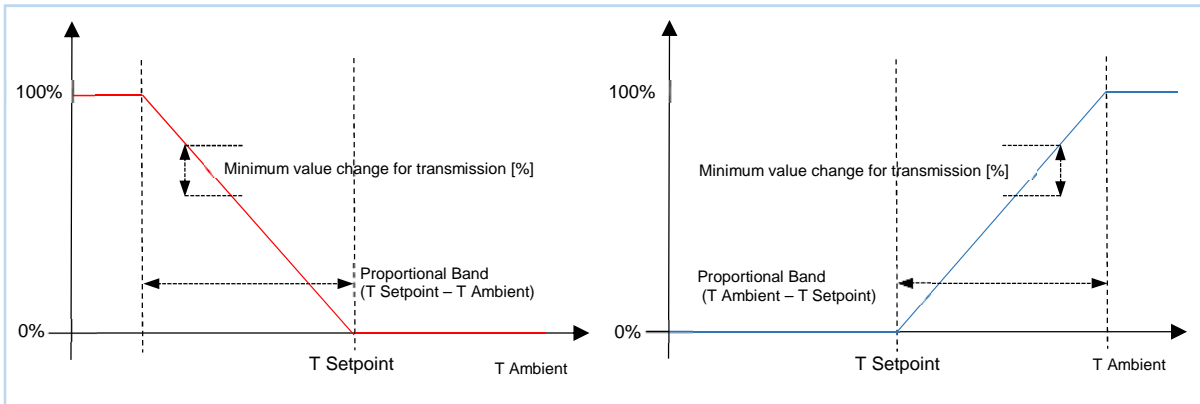 100%
Minimum value change for transmission [%]
Proportional Band
(T Setpoint – T Ambient)
0%
T Setpoint
T Ambient
100%
Minimum value change for transmission [%]
Proportional Band
(T Ambient – T Setpoint)
0%
T Setpoint
T Ambient